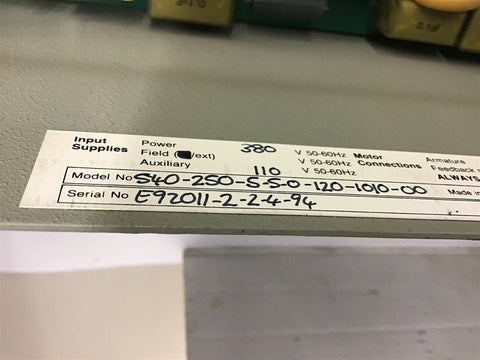 0.1µF
Input Supplies Power 380 V 50-60Hz Motor Connections Armature
Field ( /ext) V 50-60Hz Feedback
Auxiliary 110 V 50-60Hz ALWAYS
Model No 540-250-5-5-0-120-1010-00 Made in
Serial No E92011-2-2-4-94